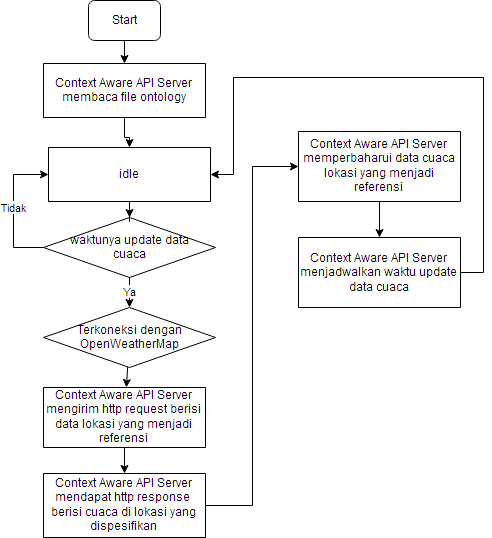 Start
Context Aware API Server
membaca file ontology
idle
Tidak
waktunya update data
cuaca
Ya
Terkoneksi dengan
OpenWeatherMap
Context Aware API Server
mengirim http request berisi
data lokasi yang menjadi
referensi
Context Aware API Server
mendapat http response
berisi cuaca di lokasi yang
dispesifikan
Context Aware API Server
memperbaharui data cuaca
lokasi yang menjadi
referensi
Context Aware API Server
menjadwalkan waktu update
data cuaca